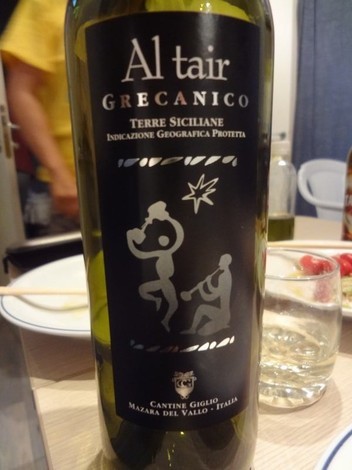 Al tair
GRECANICO
TERRE SICILIANE
INDICAZIONE GEOGRAFICA PROTETTA
CANTINE GIGLIO
MAZARA DEL VALLO - ITALIA